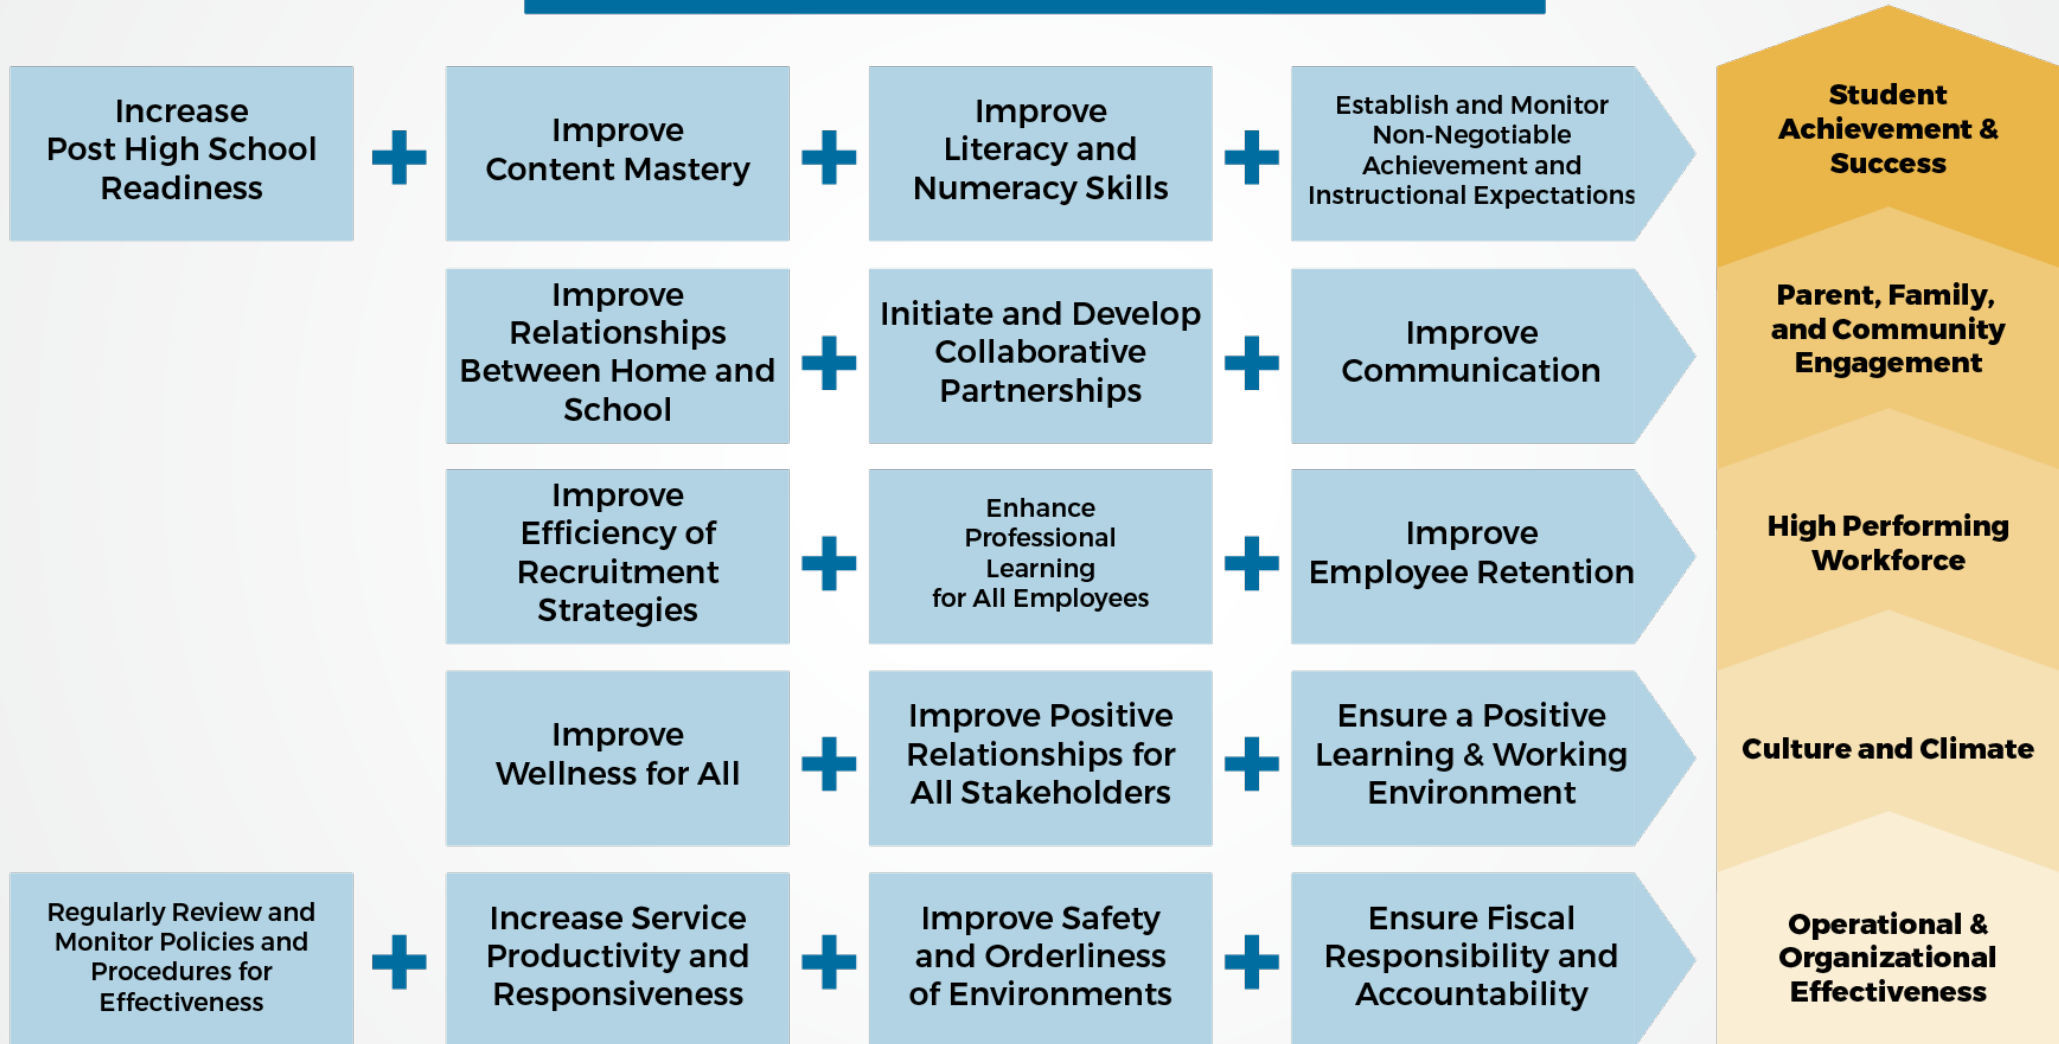 Increase
Post High School
Readiness
Improve
Content Mastery
Improve
Literacy and
Numeracy Skills
Establish and Monitor
Non-Negotiable
Achievement and
Instructional Expectations
Student
Achievement &
Success
Improve
Relationships
Between Home and
School
Initiate and Develop
Collaborative
Partnerships
Improve
Communication
Parent, Family,
and Community
Engagement
Improve
Efficiency of
Recruitment
Strategies
Enhance
Professional
Learning
for All Employees
Improve
Employee Retention
High Performing
Workforce
Improve
Wellness for All
Improve Positive
Relationships for
All Stakeholders
Ensure a Positive
Learning & Working
Environment
Culture and Climate
Regularly Review and
Monitor Policies and
Procedures for
Effectiveness
Increase Service
Productivity and
Responsiveness
Improve Safety
and Orderliness
of Environments
Ensure Fiscal
Responsibility and
Accountability
Operational &
Organizational
Effectiveness